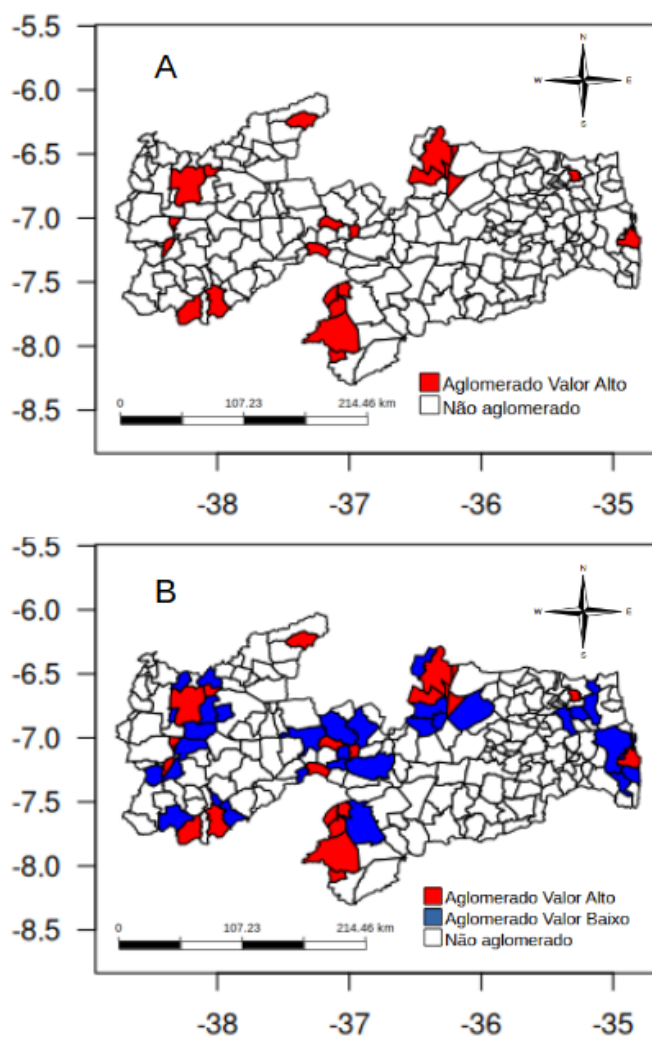 -5.5
A
N
W E
S
-6.0
-6.5
-7.0
-7.5
-8.0
-8.5
Aglomerado Valor Alto
Não aglomerado
0 107.23 214.46 km
-38 -37 -36 -35
-5.5
B
N
W E
S
-6.0
-6.5
-7.0
-7.5
-8.0
-8.5
Aglomerado Valor Alto
Aglomerado Valor Baixo
Não aglomerado
0 107.23 214.46 km
-38 -37 -36 -35